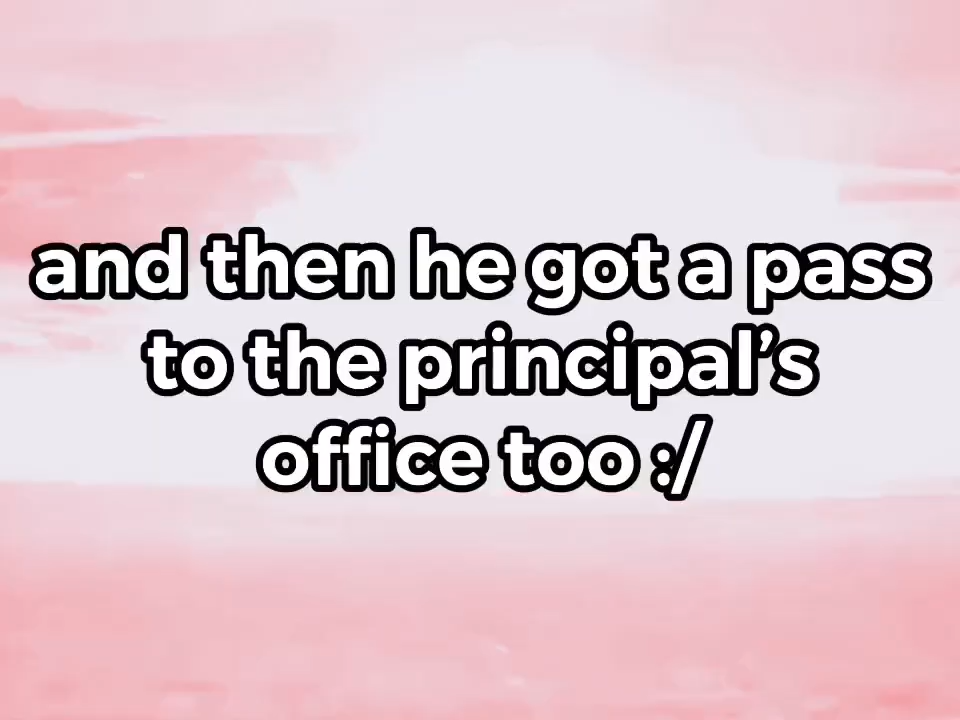 and then he got a pass
to the principal’s
office too :/